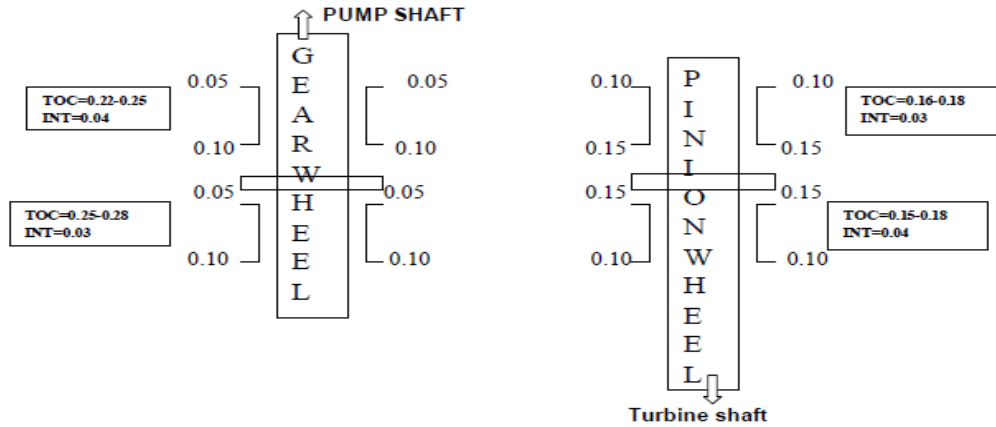 PUMP SHAFT
GEARWHEEL
0.05
0.05
TOC=0.22-0.25
INT=0.04
0.10
0.10
0.05
0.05
TOC=0.25-0.28
INT=0.03
0.10
0.10
PINIONWHEEL
0.10
0.10
TOC=0.16-0.18
INT=0.03
0.15
0.15
0.15
0.15
TOC=0.15-0.18
INT=0.04
0.10
0.10
Turbine shaft